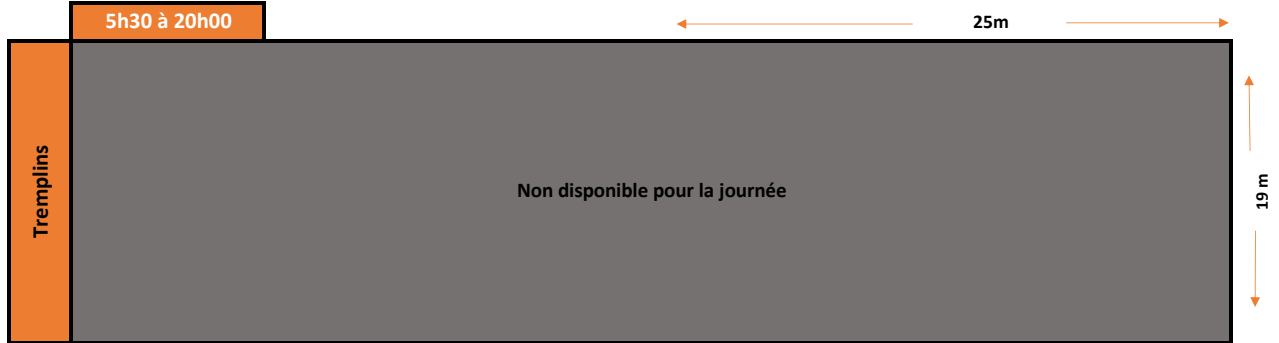 5h30 à 20h00
25m
Tremplins
Non disponible pour la journée
19 m